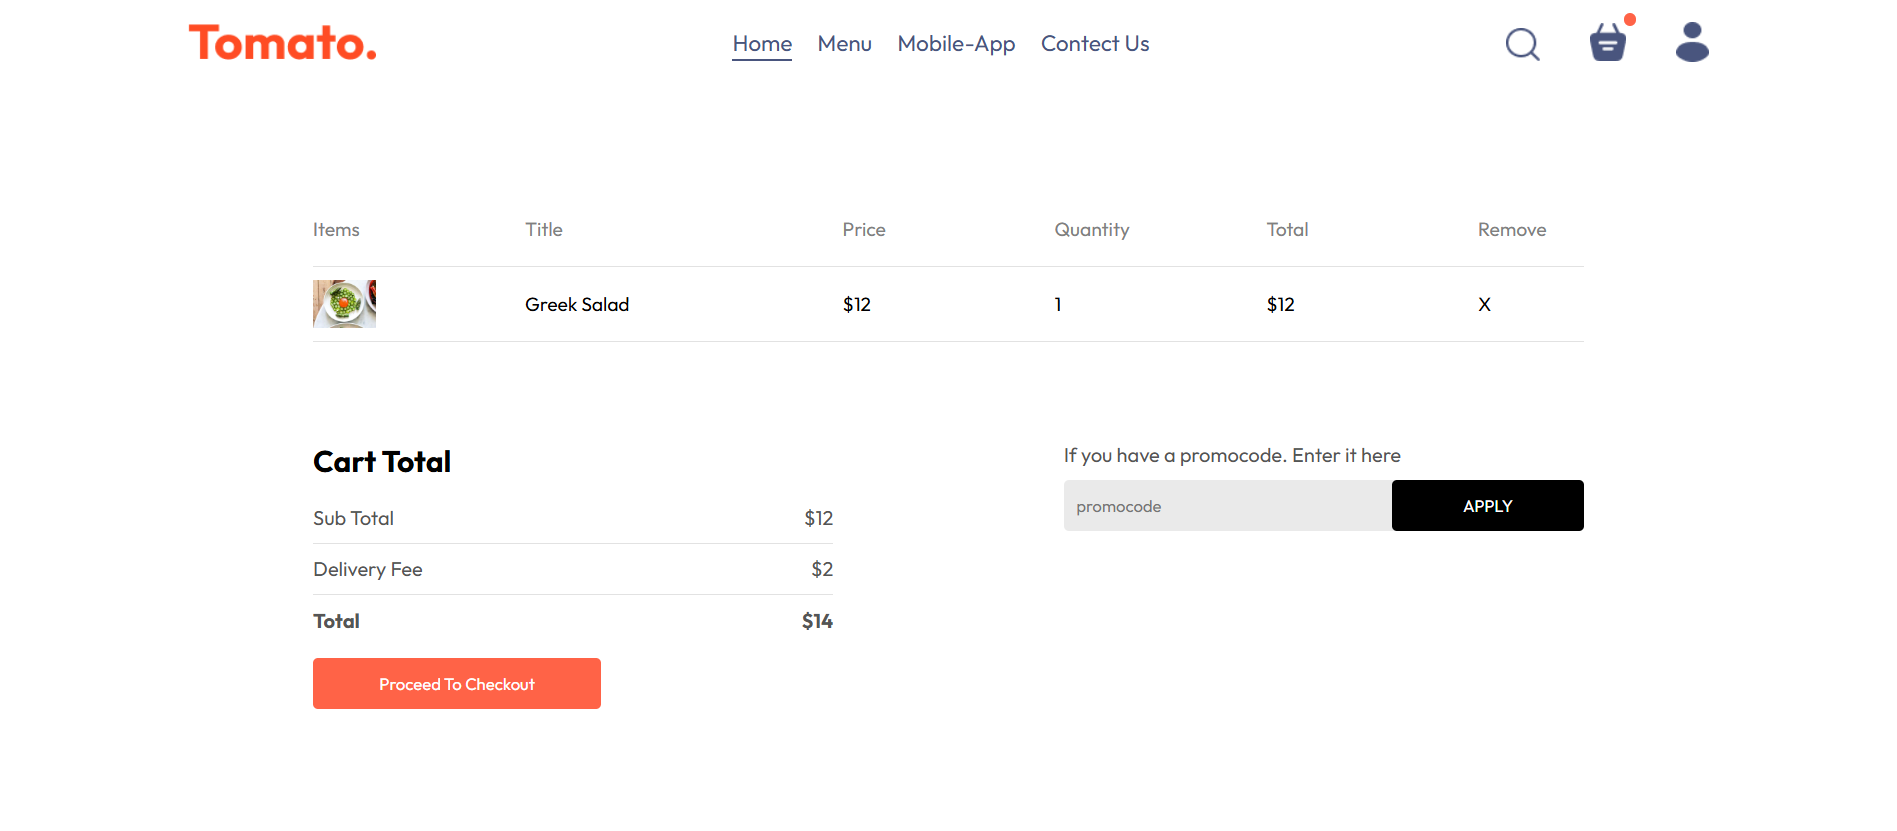 Tomato.
Home Menu Mobile-App Contect Us
Items Title Price Quantity Total Remove
Greek Salad $12 1 $12 X
Cart Total
Sub Total $12
Delivery Fee $2
Total $14
Proceed To Checkout
If you have a promocode. Enter it here
promocode APPLY